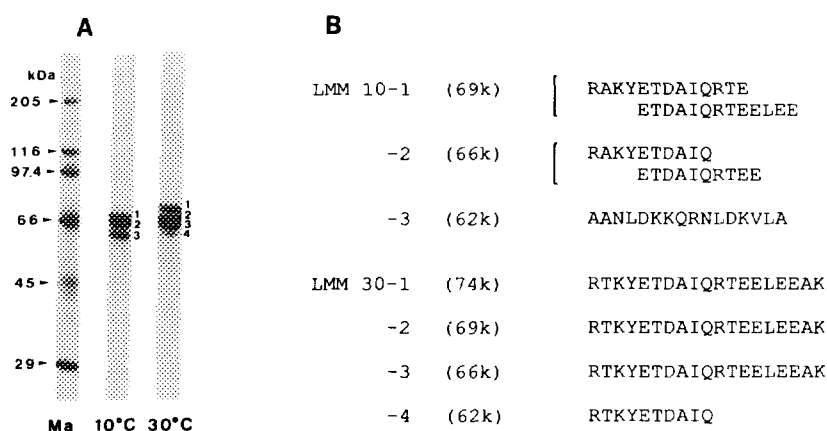 A
kDa
205
116
97.4
66
45
29
1
2
3
1
2
3
4
Ma 10°C 30°C
B
LMM 10-1 (69k) RAKYETDAIQRTE
ETDAIQRTEELEE
-2 (66k) RAKYETDAIQ
ETDAIQRTEE
-3 (62k) AANLDKKQRNLDKVLA
LMM 30-1 (74k) RTKYETDAIQRTEELEEAK
-2 (69k) RTKYETDAIQRTEELEEAK
-3 (66k) RTKYETDAIQRTEELEEAK
-4 (62k) RTKYETDAIQ